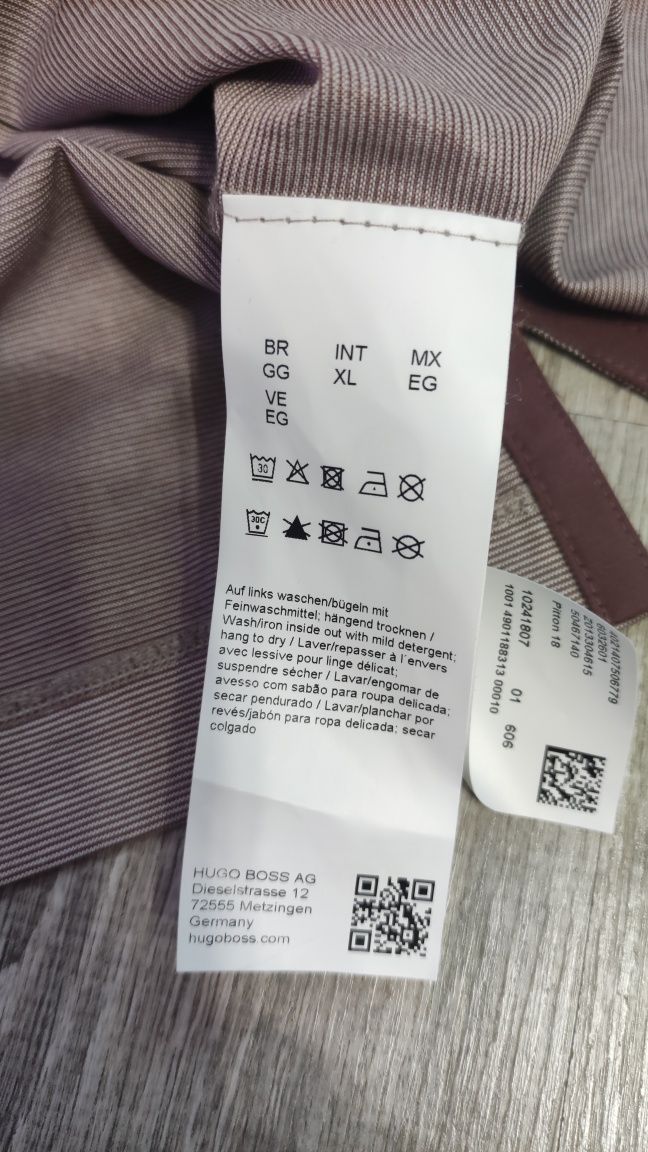 BR INT MX
GG XL EG
VE
EG
30
30C
Auf links waschen/bügeln mit
Feinwaschmittel; hängend trocknen /
Wash/iron inside out with mild detergent;
hang to dry / Laver/repasser à l'envers
avec lessive pour linge délicat;
suspendre sécher / Lavar/engomar de
avesso com sabão para roupa delicada;
secar pendurado / Lavar/planchar por
revés/jabón para ropa delicada; secar
colgado
HUGO BOSS AG
Dieselstrasse 12
72555 Metzingen
Germany
hugoboss.com
4021407506779
6032601
2013304615
50467140
Pitton 18
10241807 01 606
1001 4901188313 00010